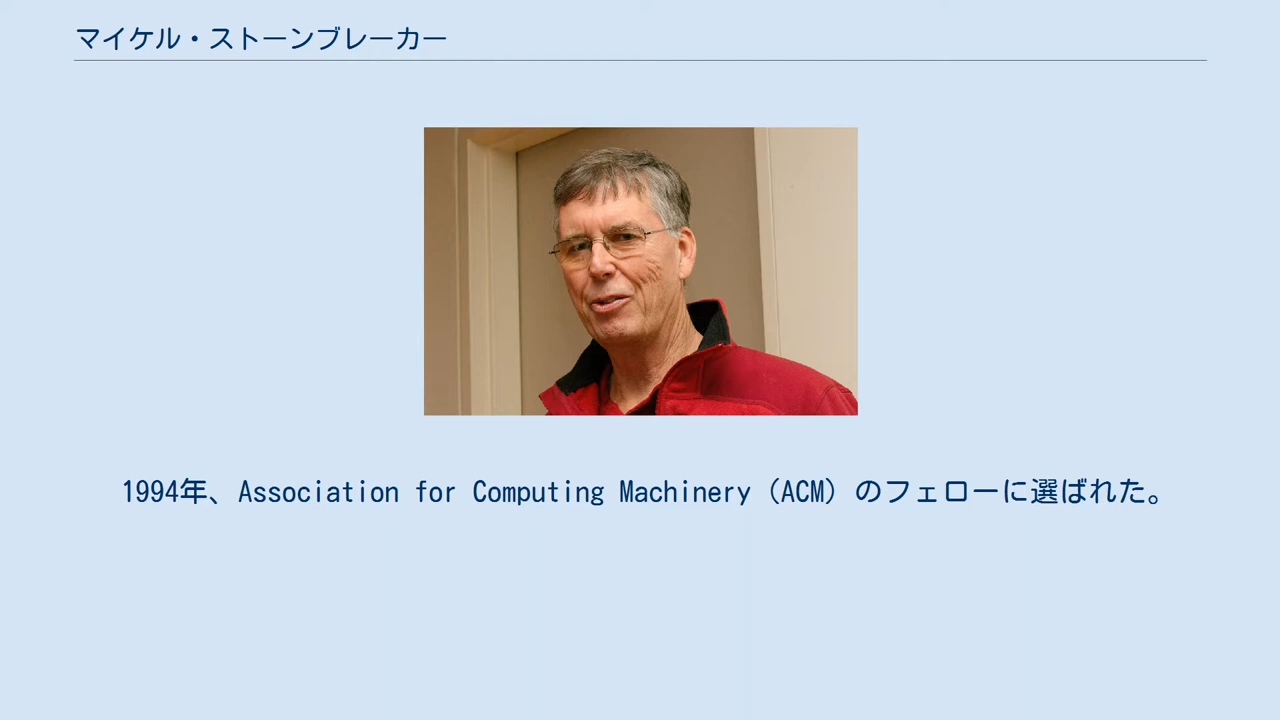 マイケル・ストーンブレーカー
1994年、Association for Computing Machinery (ACM) のフェローに選ばれた。